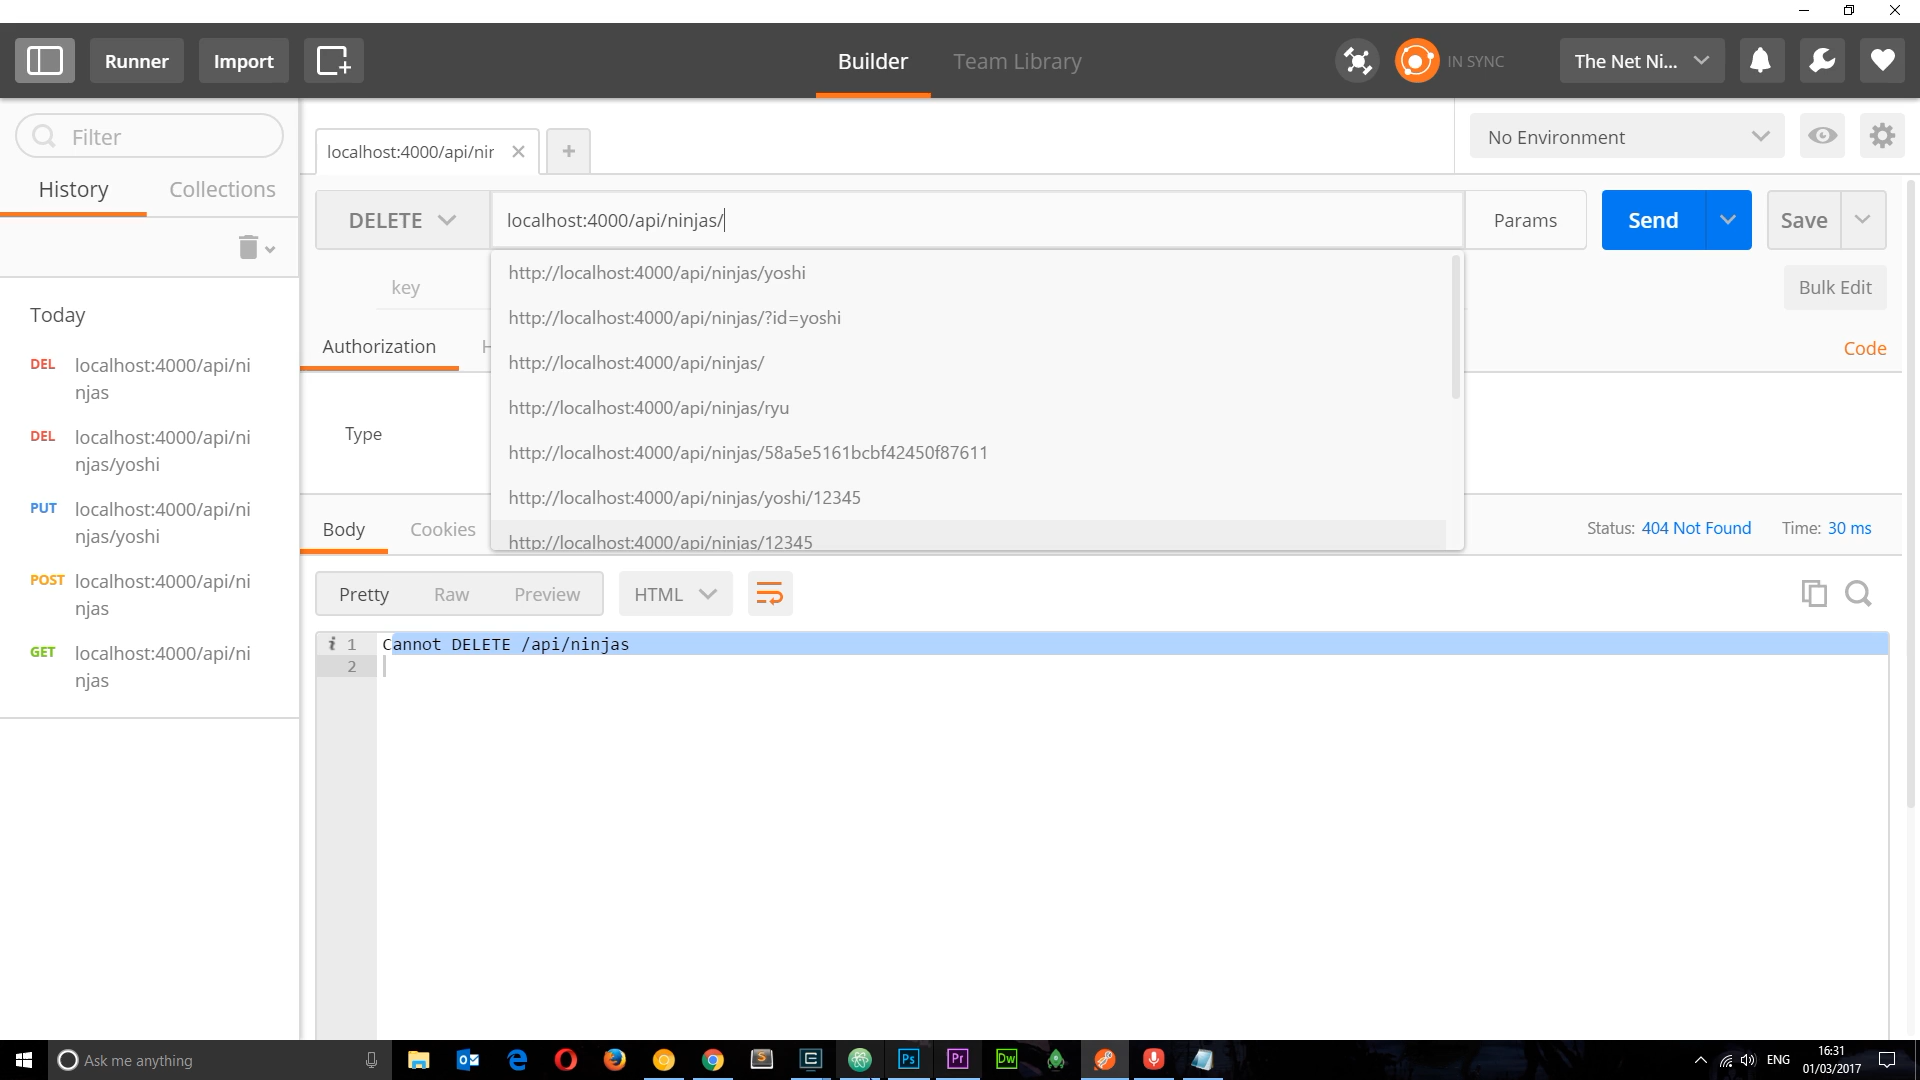 Runner
Import
Builder
Team Library
IN SYNC
The Net Ni...
Filter
History
Collections
localhost:4000/api/nir
No Environment
DELETE
localhost:4000/api/ninjas/
Params
Send
Save
key
Bulk Edit
Authorization
Code
Type
http://localhost:4000/api/ninjas/yoshi
http://localhost:4000/api/ninjas/?id=yoshi
http://localhost:4000/api/ninjas/
http://localhost:4000/api/ninjas/ryu
http://localhost:4000/api/ninjas/58a5e5161bcbf42450f87611
http://localhost:4000/api/ninjas/yoshi/12345
http://localhost:4000/api/ninjas/12345
Today
DEL localhost:4000/api/ni
njas
DEL localhost:4000/api/ni
njas/yoshi
PUT localhost:4000/api/ni
njas/yoshi
POST localhost:4000/api/ni
njas
GET localhost:4000/api/ni
njas
Body
Cookies
Status: 404 Not Found
Time: 30 ms
Pretty
Raw
Preview
HTML
i 1 Cannot DELETE /api/ninjas
2
Ask me anything
Ps
Pr
Dw
ENG
16:31
01/03/2017